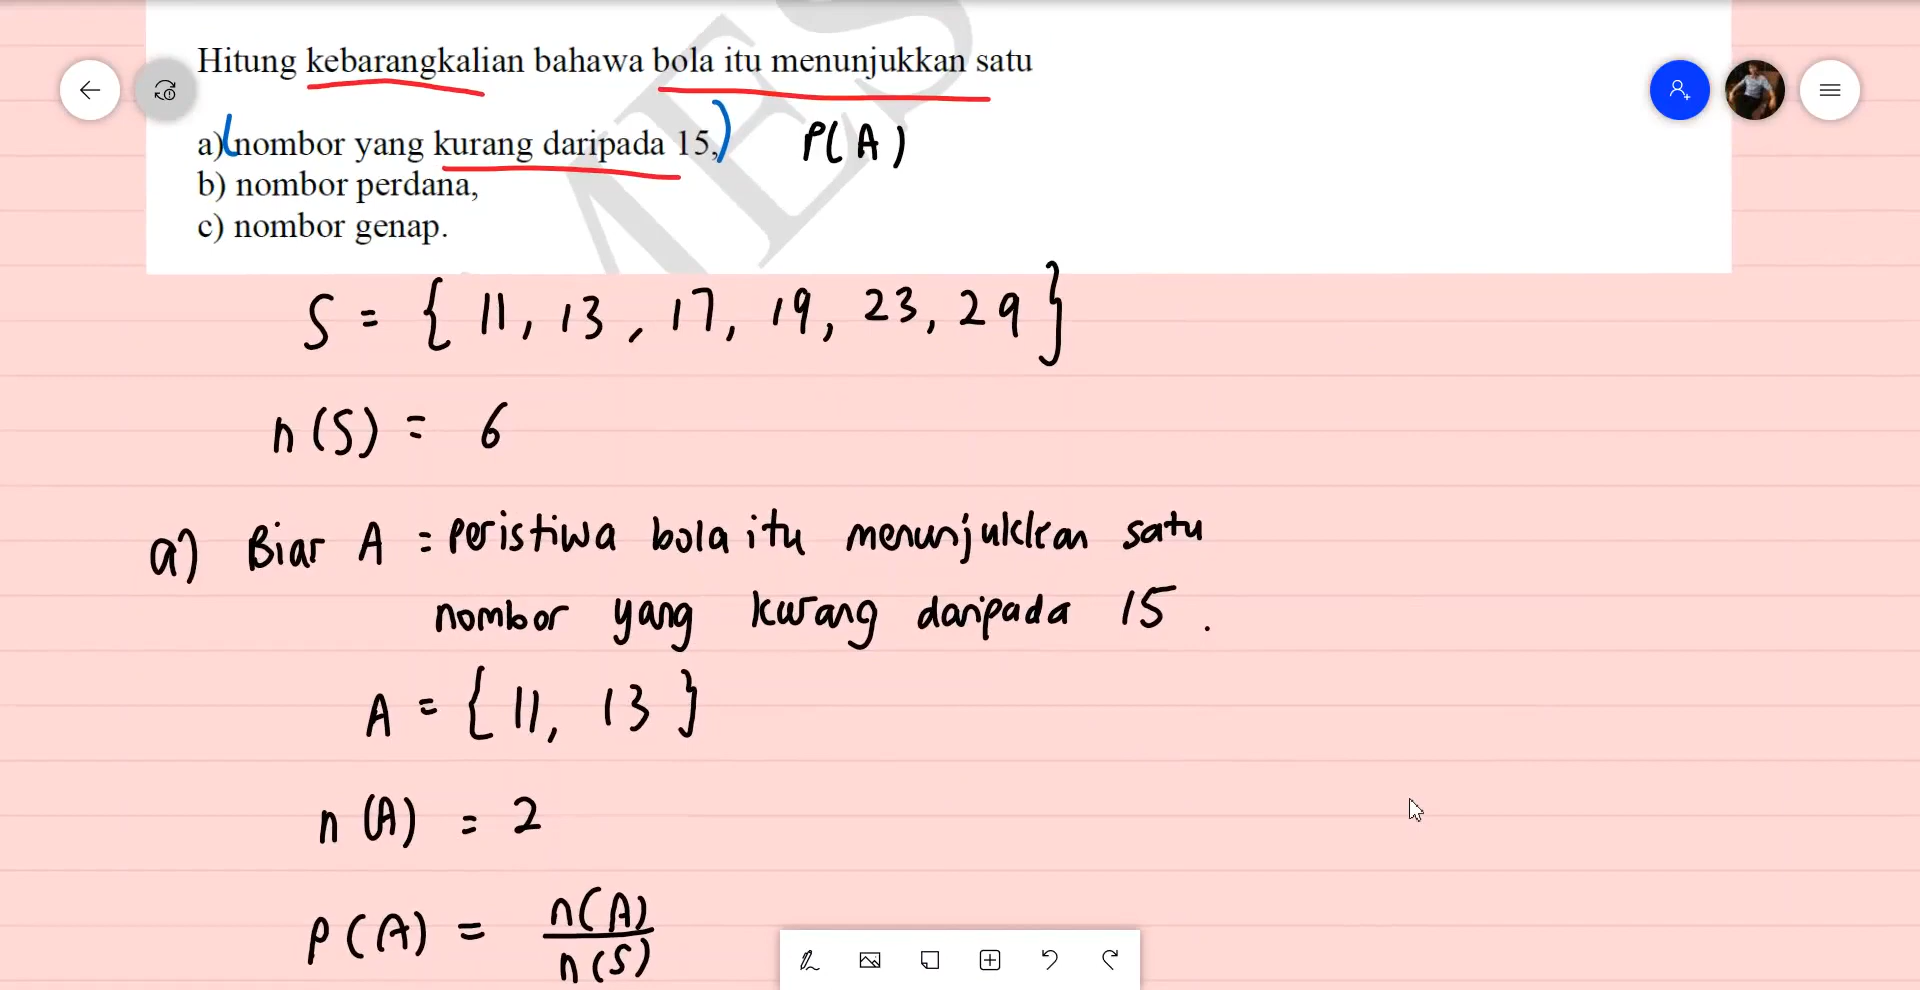 Hitung kebarangkalian bahawa bola itu menunjukkan satu
a) nombor yang kurang daripada 15, P(A)
b) nombor perdana,
c) nombor genap.
S = { 11, 13, 17, 19, 23, 29 }
n(S) = 6
a) Biar A = peristiwa bola itu menunjukkan satu
nombor yang kurang daripada 15.
A = { 11, 13 }
n(A) = 2
P(A) = n(A)
n(S)